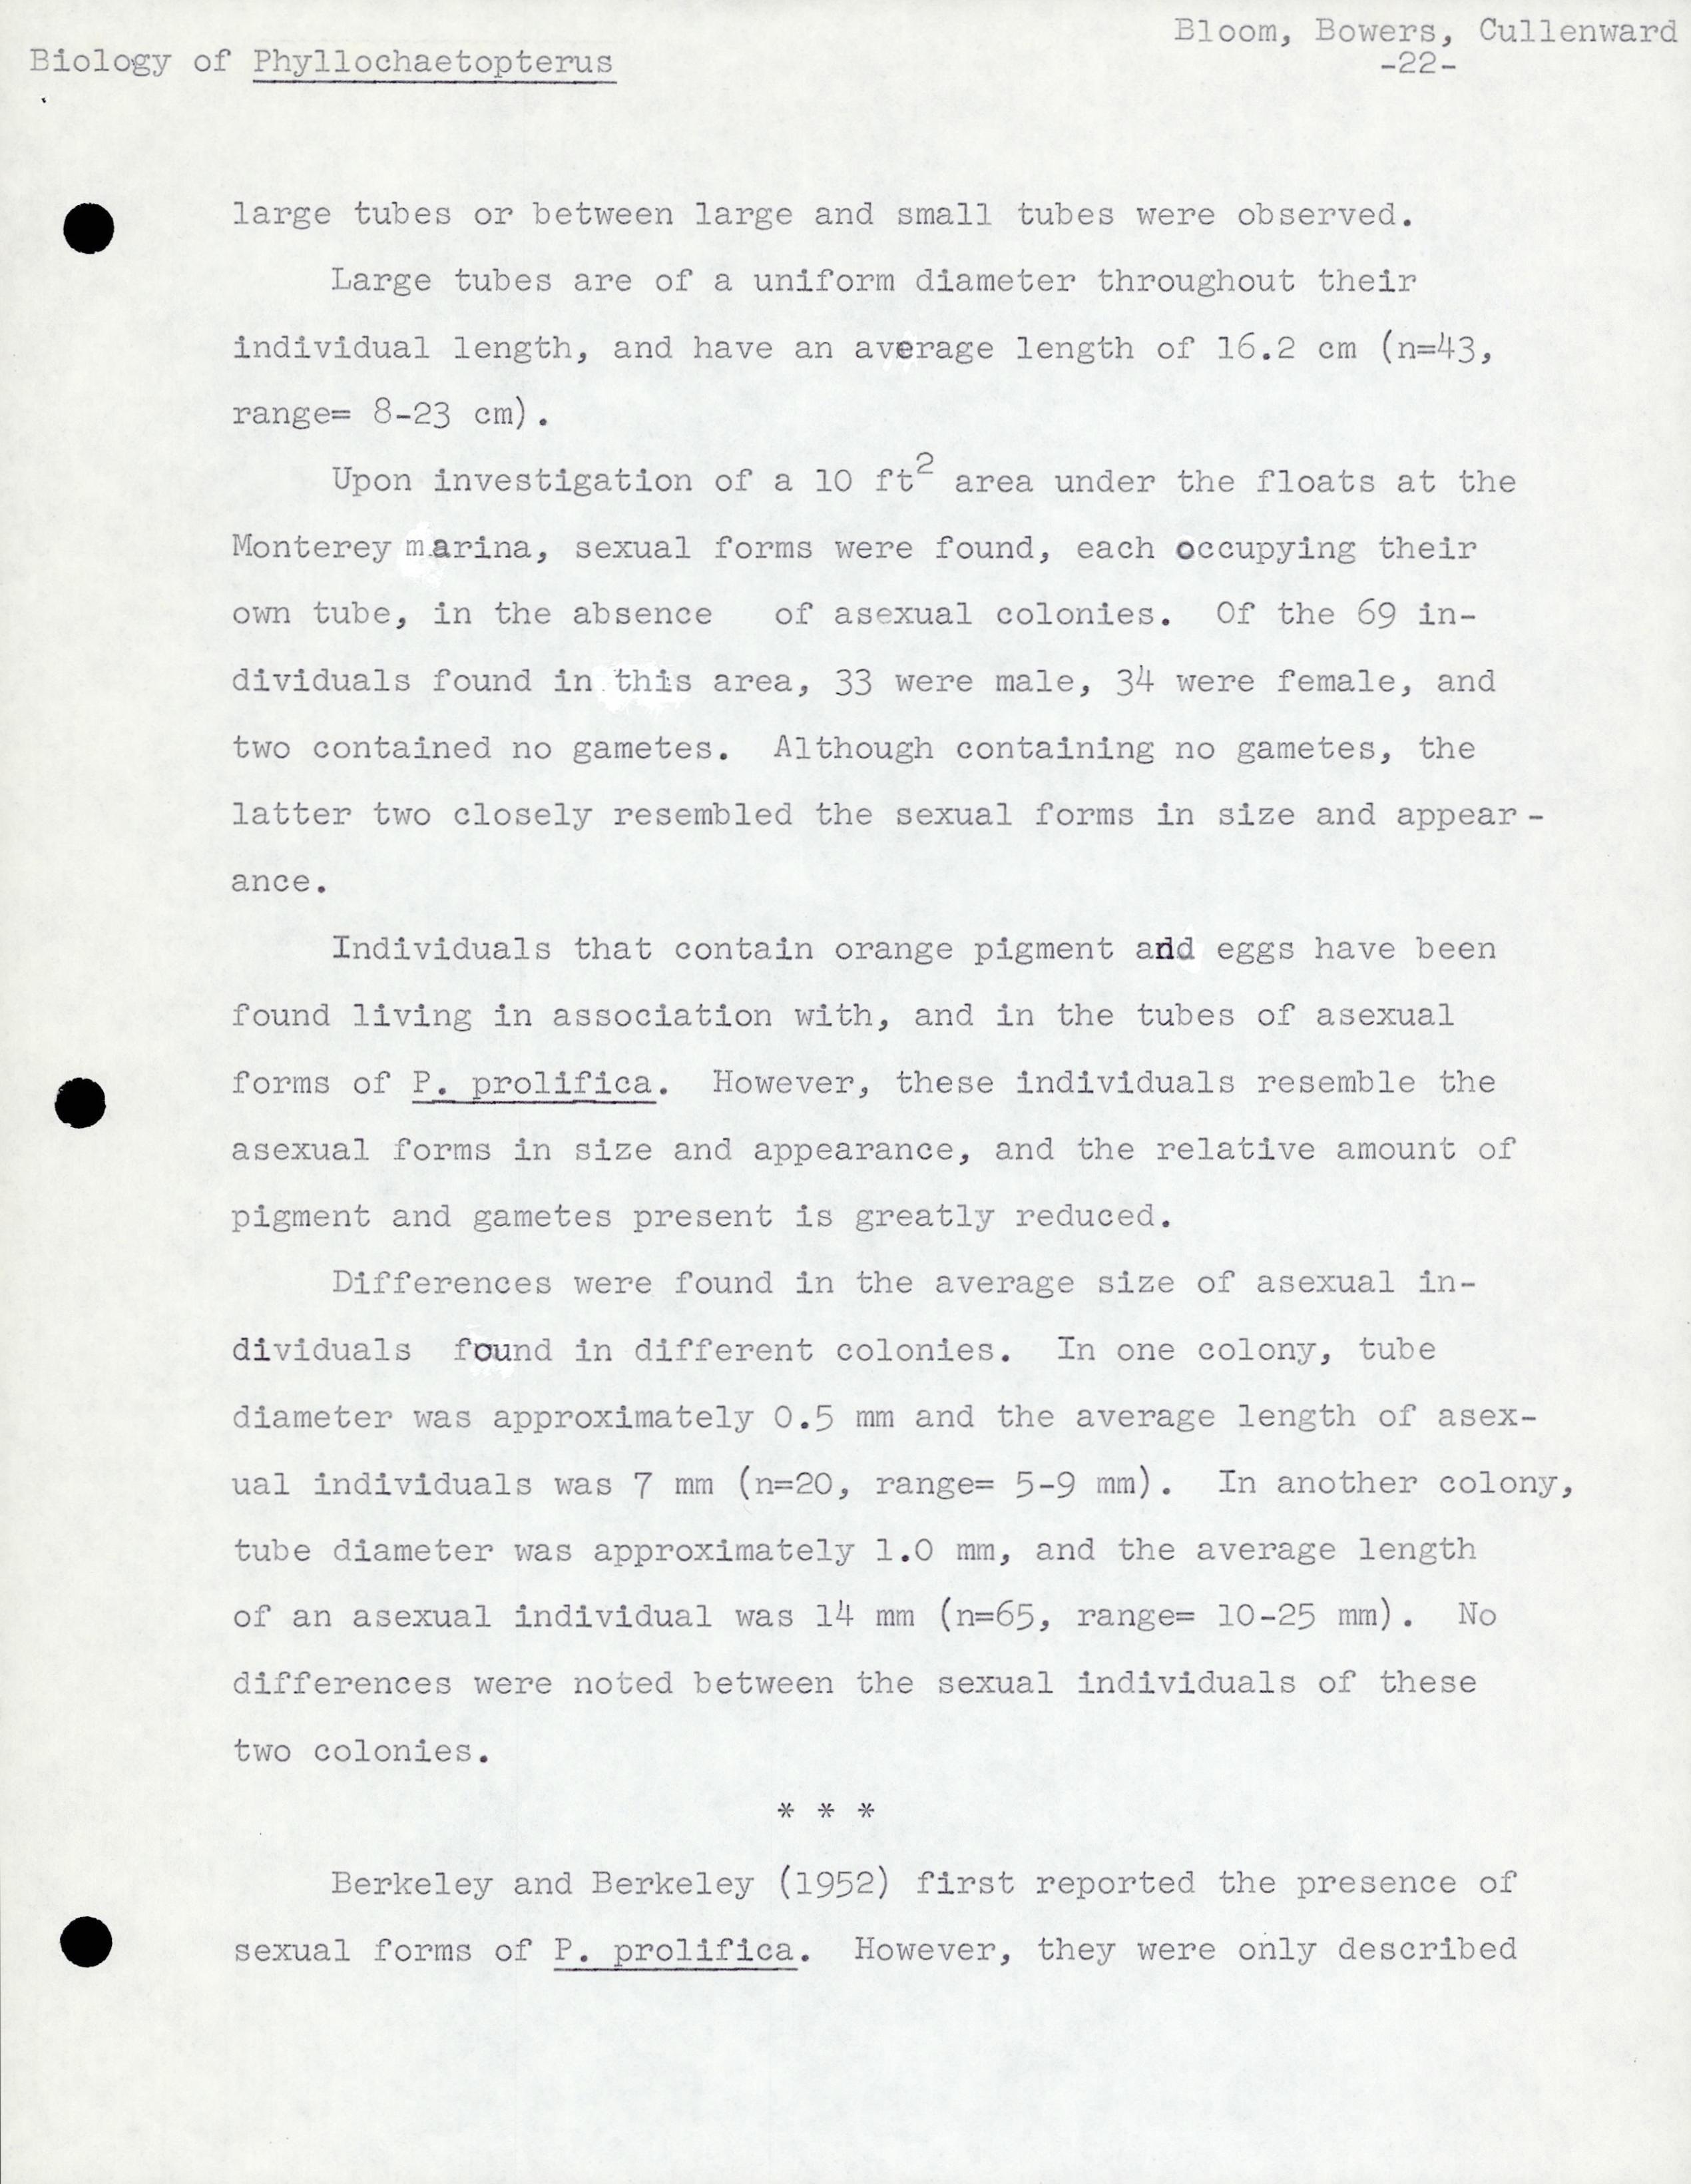 Bloom, Bowers, Cullenward
Biology of Phyllochaetopterus
-22-
large tubes or between large and small tubes were observed.
Large tubes are of a uniform diameter throughout their
individual length, and have an average length of 16.2 cm (n=43,
range= 8-23 cm).
Upon investigation of a 10 ft2 area under the floats at the
Monterey marina, sexual forms were found, each occupying their
own tube, in the absence of asexual colonies. Of the 69 in-
dividuals found in this area, 33 were male, 34 were female, and
two contained no gametes. Although containing no gametes, the
latter two closely resembled the sexual forms in size and appear-
ance.
Individuals that contain orange pigment and eggs have been
found living in association with, and in the tubes of asexual
forms of P. prolifica. However, these individuals resemble the
asexual forms in size and appearance, and the relative amount of
pigment and gametes present is greatly reduced.
Differences were found in the average size of asexual in-
dividuals found in different colonies. In one colony, tube
diameter was approximately 0.5 mm and the average length of asex-
ual individuals was 7 mm (n=20, range= 5-9 mm). In another colony,
tube diameter was approximately 1.0 mm, and the average length
of an asexual individual was 14 mm (n=65, range= 10-25 mm). No
differences were noted between the sexual individuals of these
two colonies.
* * *
Berkeley and Berkeley (1952) first reported the presence of
sexual forms of P. prolifica. However, they were only described